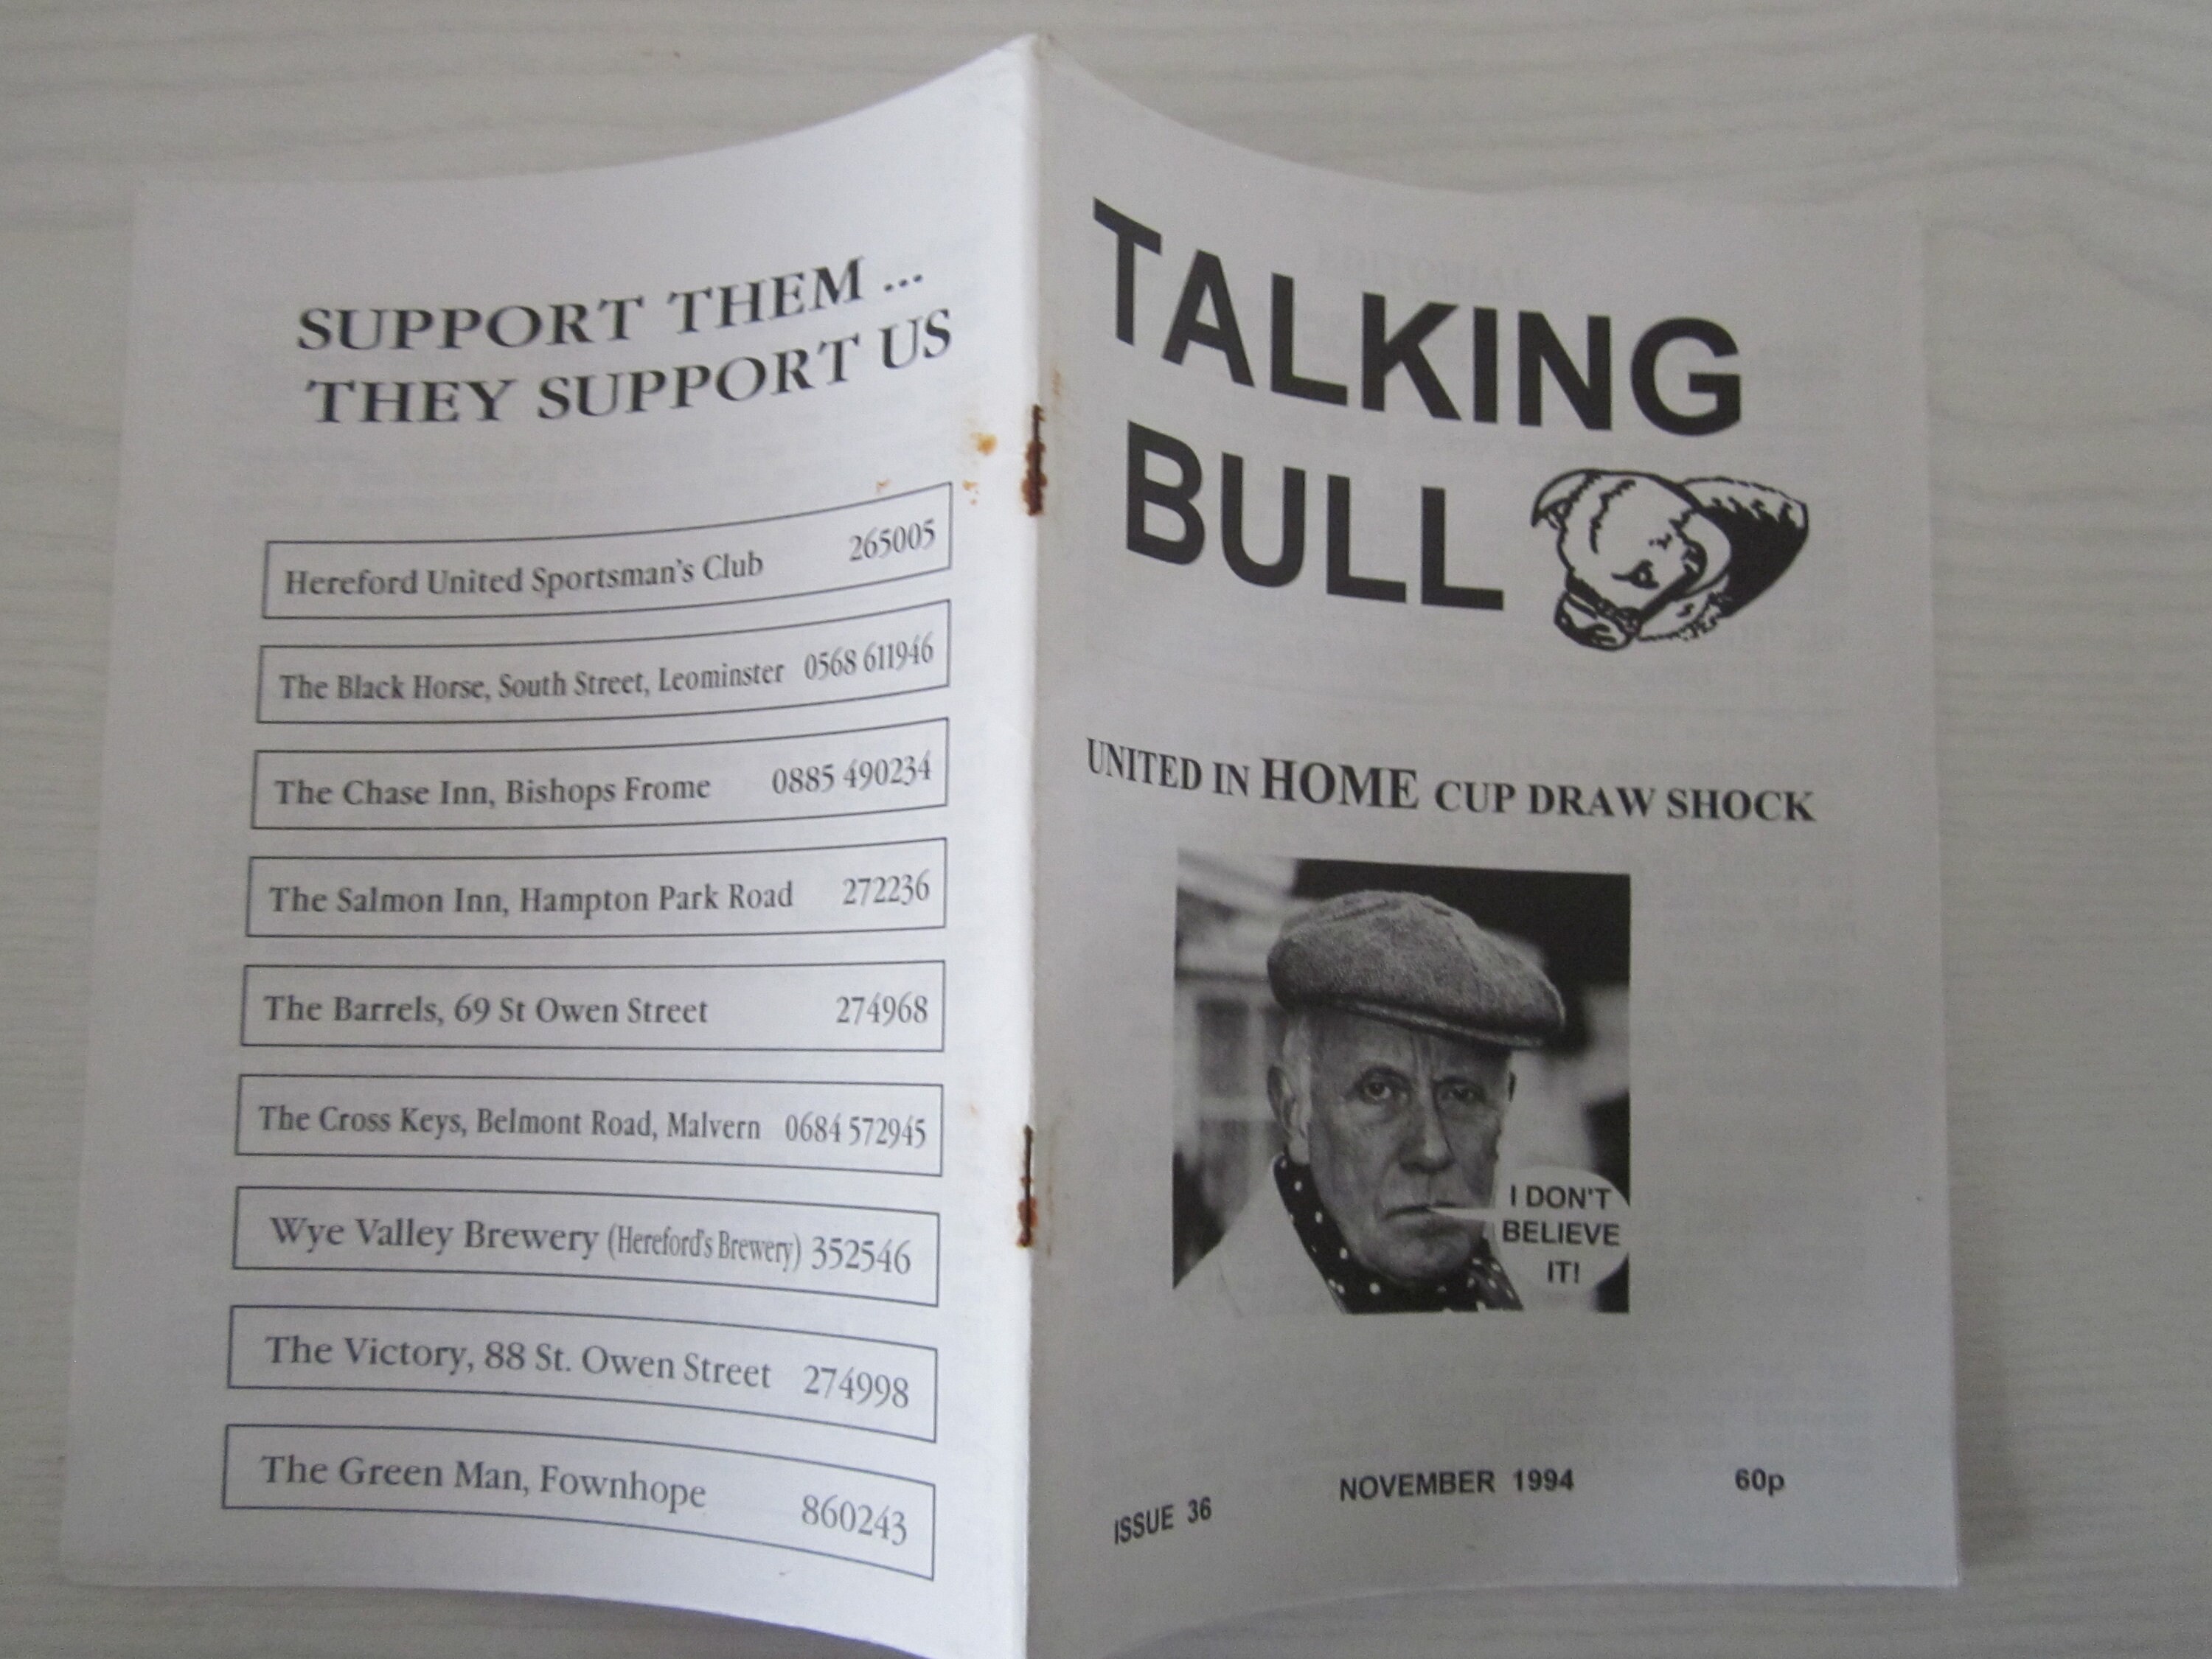 SUPPORT THEM ...
THEY SUPPORT US
Hereford United Sportsman's Club 265005
The Black Horse, South Street, Leominster 0568 611946
The Chase Inn, Bishops Frome 0885 490234
The Salmon Inn, Hampton Park Road 272236
The Barrels, 69 St Owen Street 274968
The Cross Keys, Belmont Road, Malvern 0684 572945
Wye Valley Brewery (Hereford's Brewery) 352546
The Victory, 88 St. Owen Street 274998
The Green Man, Fownhope 860243
TALKING
BULL
UNITED IN HOME CUP DRAW SHOCK
I DON'T
BELIEVE
IT!
ISSUE 36 NOVEMBER 1994 60p